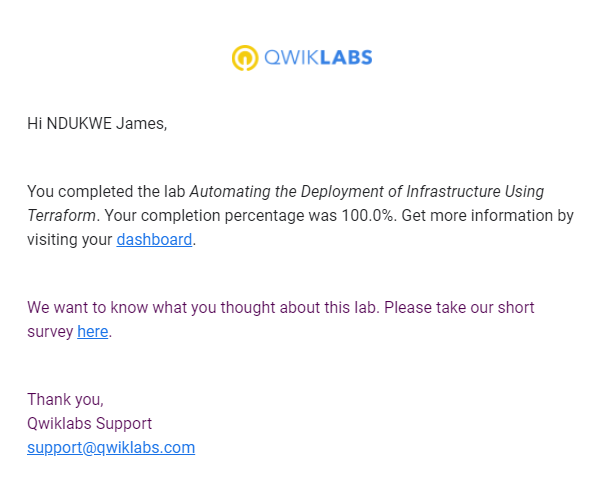 QWIKLABS
Hi NDUKWE James,
You completed the lab Automating the Deployment of Infrastructure Using
Terraform. Your completion percentage was 100.0%. Get more information by
visiting your dashboard.
We want to know what you thought about this lab. Please take our short
survey here.
Thank you,
Qwiklabs Support
support@qwiklabs.com